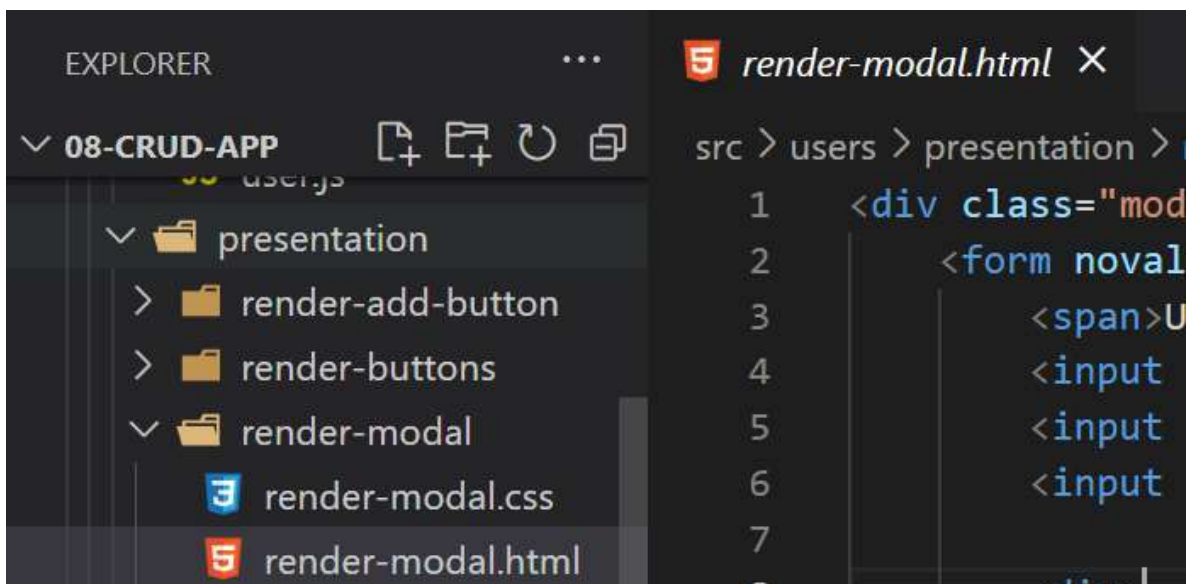 EXPLORER
···
08-CRUD-APP
user.js
presentation
render-add-button
render-buttons
render-modal
render-modal.css
render-modal.html
render-modal.html ×
src > users > presentation >
1 <div class="mod
2 <form noval
3 <span>U
4 <input
5 <input
6 <input
7